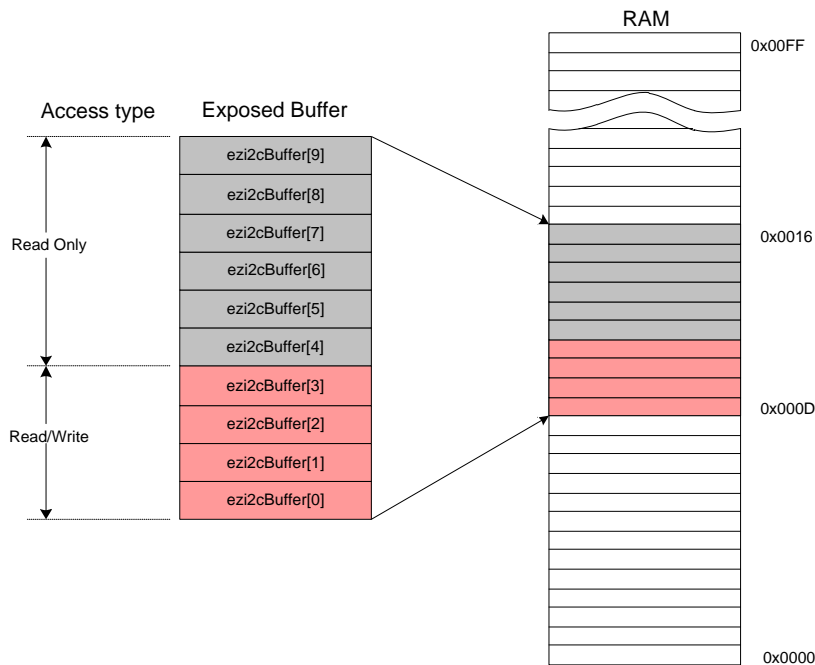 RAM
0x00FF
Access type
Exposed Buffer
ezi2cBuffer[9]
ezi2cBuffer[8]
ezi2cBuffer[7]
ezi2cBuffer[6]
ezi2cBuffer[5]
ezi2cBuffer[4]
ezi2cBuffer[3]
ezi2cBuffer[2]
ezi2cBuffer[1]
ezi2cBuffer[0]
Read Only
Read/Write
0x0016
0x000D
0x0000